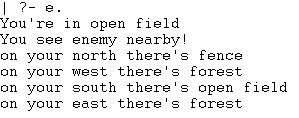 | ?- e.
You're in open field
You see enemy nearby!
on your north there's fence
on your west there's forest
on your south there's open field
on your east there's forest